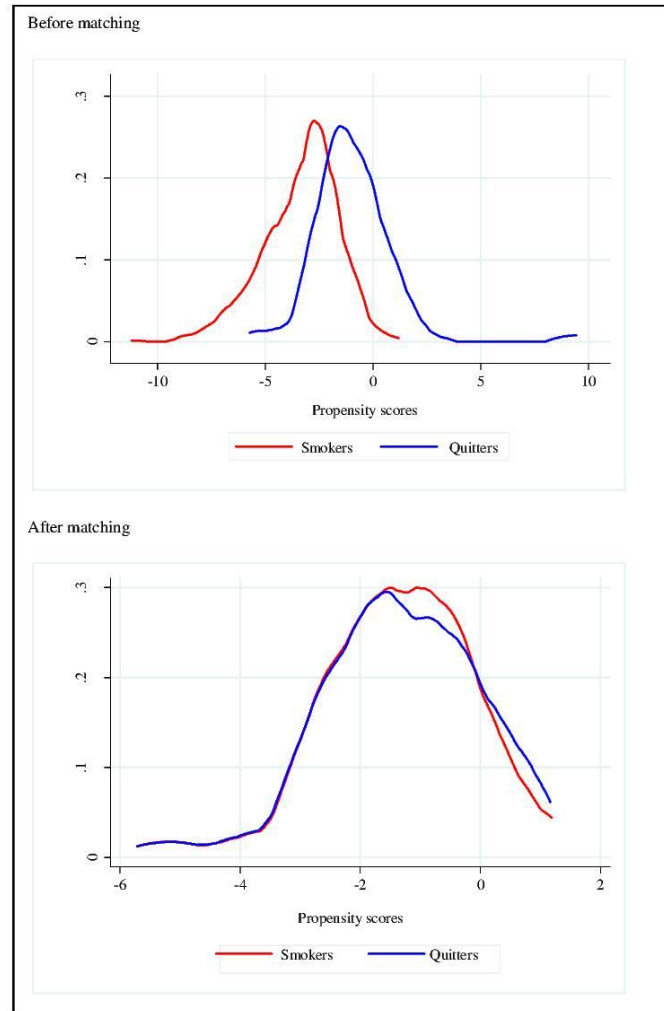 Before matching
.3
.2
.1
0
-10 -5 0 5 10
Propensity scores
Smokers Quitters
After matching
.3
.2
.1
0
-6 -4 -2 0 2
Propensity scores
Smokers Quitters